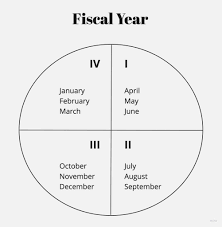 Fiscal Year
IV
January
February
March
I
April
May
June
III
October
November
December
II
July
August
September